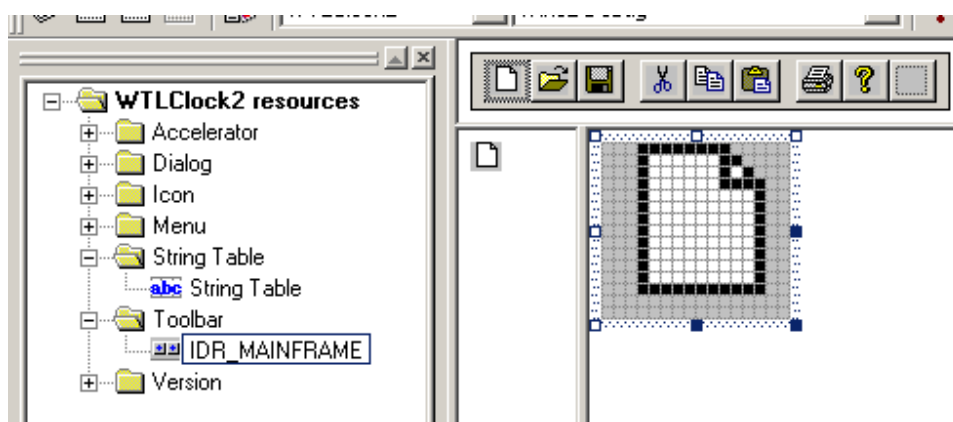 WTLClock2 resources
Accelerator
Dialog
Icon
Menu
String Table
abc String Table
Toolbar
IDR_MAINFRAME
Version